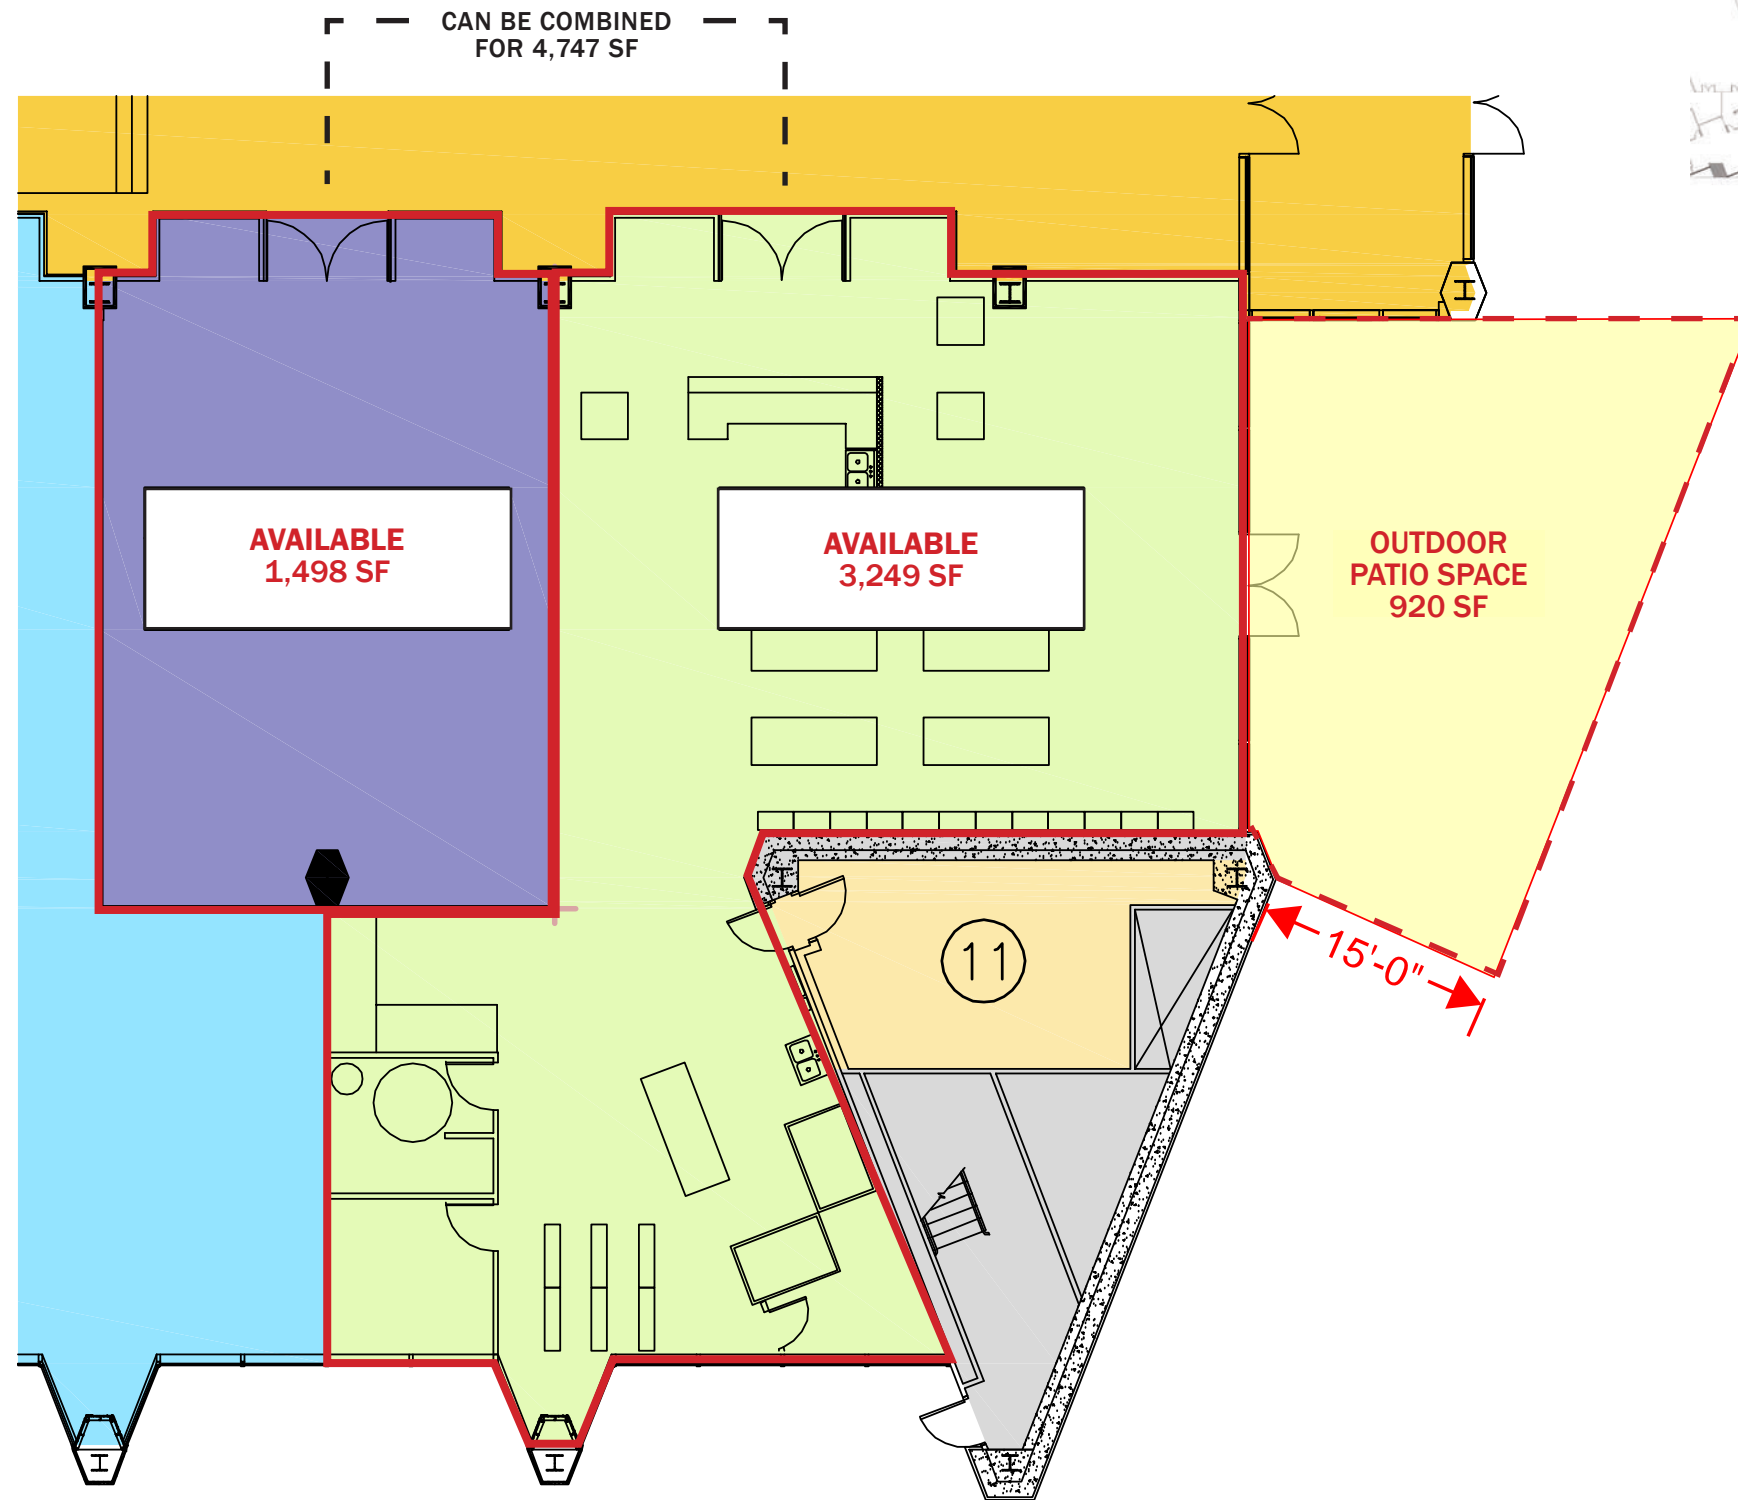 CAN BE COMBINED
FOR 4,747 SF
AVAILABLE
1,498 SF
AVAILABLE
3,249 SF
OUTDOOR
PATIO SPACE
920 SF
11
15'-0"